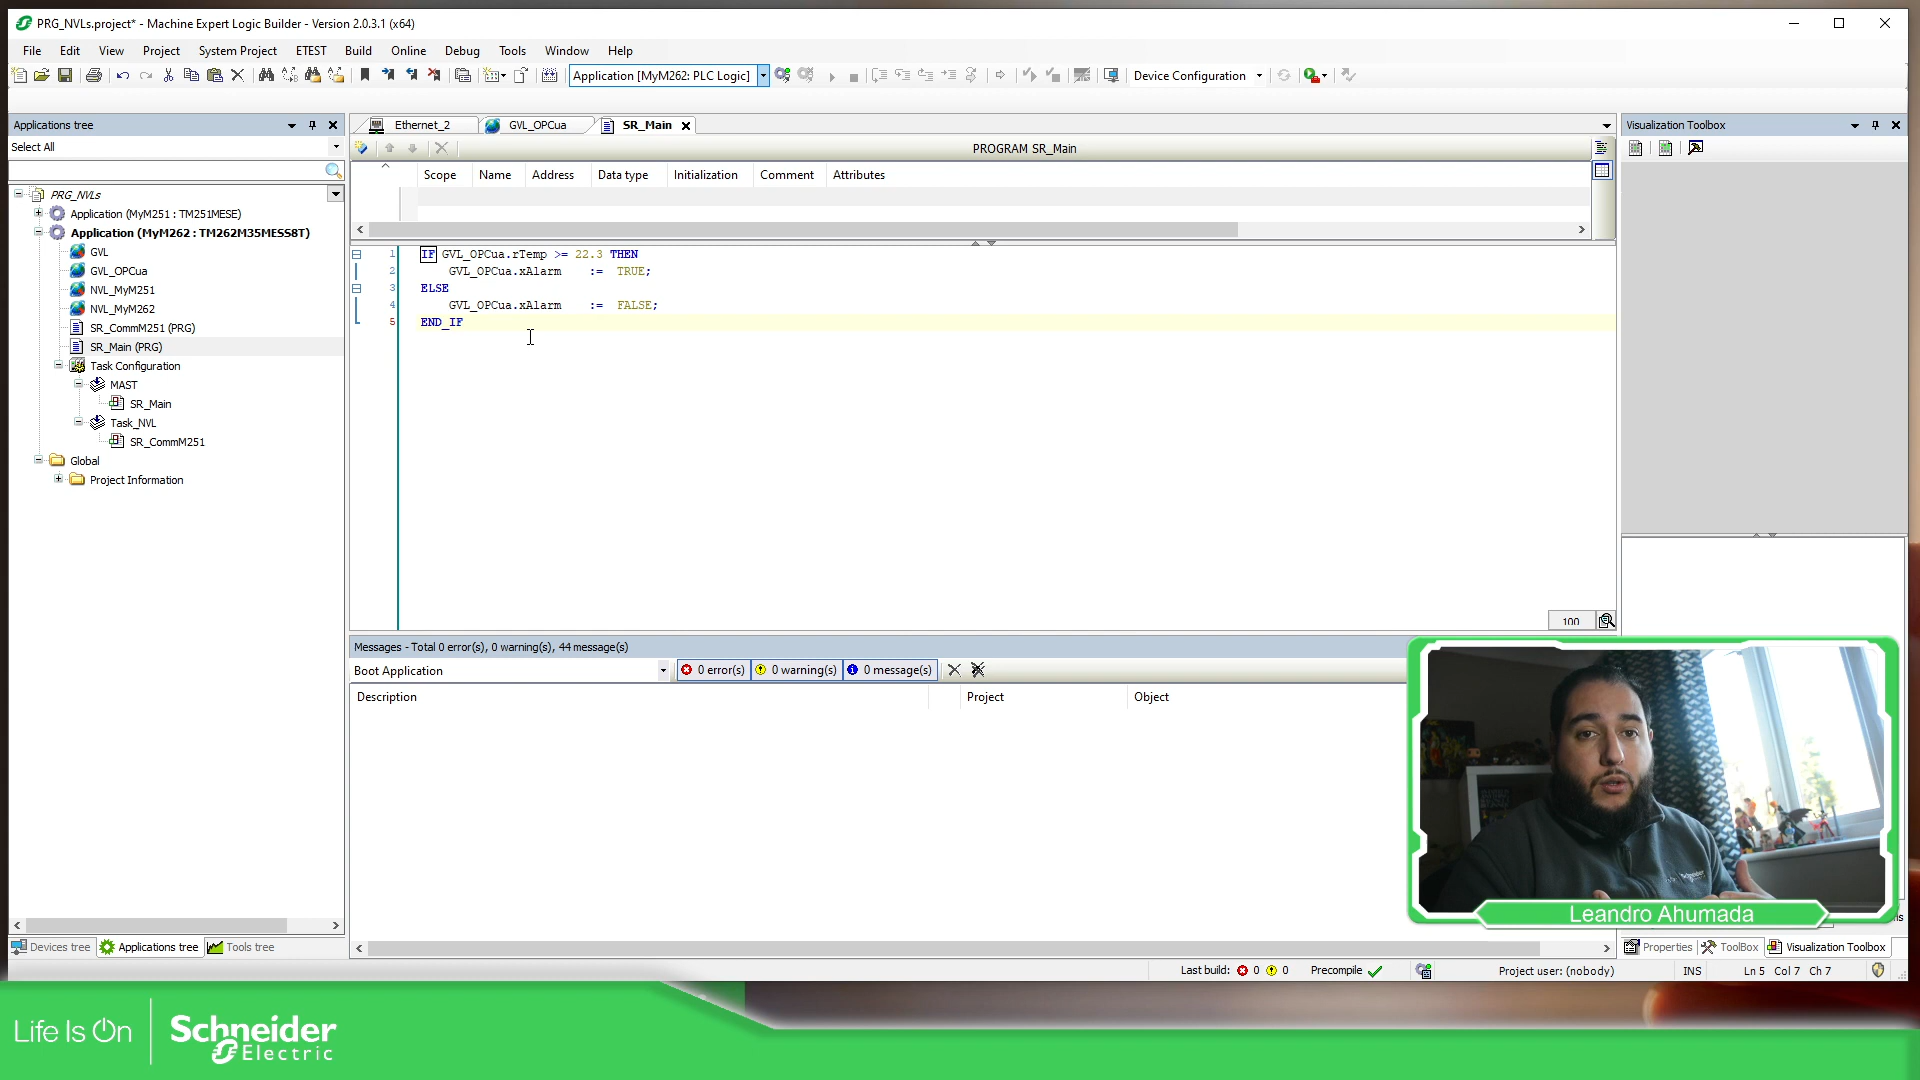 PRG_NVLs.project* - Machine Expert Logic Builder - Version 2.0.3.1 (x64)
File Edit View Project System Project ETEST Build Online Debug Tools Window Help
Application [MyM262: PLC Logic] Device Configuration
Applications tree
Select All
PRG_NVLs
Application (MyM251 : TM251MESE)
Application (MyM262 : TM262M35MESS8T)
GVL
GVL_OPCua
NVL_MyM251
NVL_MyM262
SR_CommM251 (PRG)
SR_Main (PRG)
Task Configuration
MAST
SR_Main
Task_NVL
SR_CommM251
Global
Project Information
Devices tree Applications tree Tools tree
Ethernet_2 GVL_OPCua SR_Main
PROGRAM SR_Main
Scope Name Address Data type Initialization Comment Attributes
1 IF GVL_OPCua.rTemp >= 22.3 THEN
2 GVL_OPCua.xAlarm := TRUE;
3 ELSE
4 GVL_OPCua.xAlarm := FALSE;
5 END_IF
100
Messages - Total 0 error(s), 0 warning(s), 44 message(s)
Boot Application 0 error(s) 0 warning(s) 0 message(s)
Description Project Object
Visualization Toolbox
Schneider
Leandro Ahumada
Properties ToolBox Visualization Toolbox
Last build: 0 0 Precompile Project user: (nobody) INS Ln 5 Col 7 Ch 7
Life Is On
Schneider
Electric